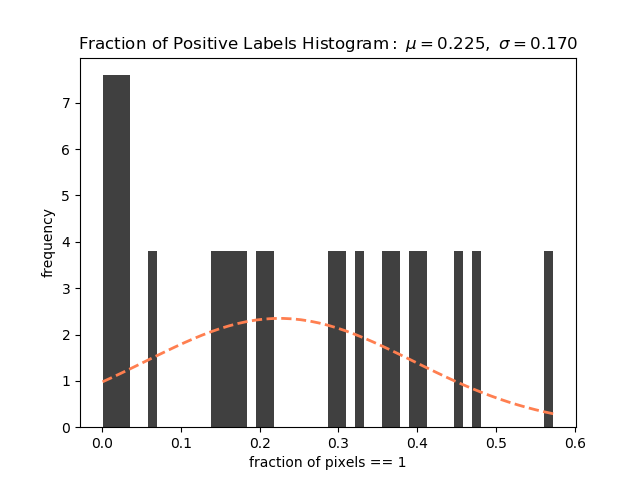 Fraction of Positive Labels Histogram: μ = 0.225, σ = 0.170
7
6
5
4
3
2
1
0
frequency
0.0 0.1 0.2 0.3 0.4 0.5 0.6
fraction of pixels == 1